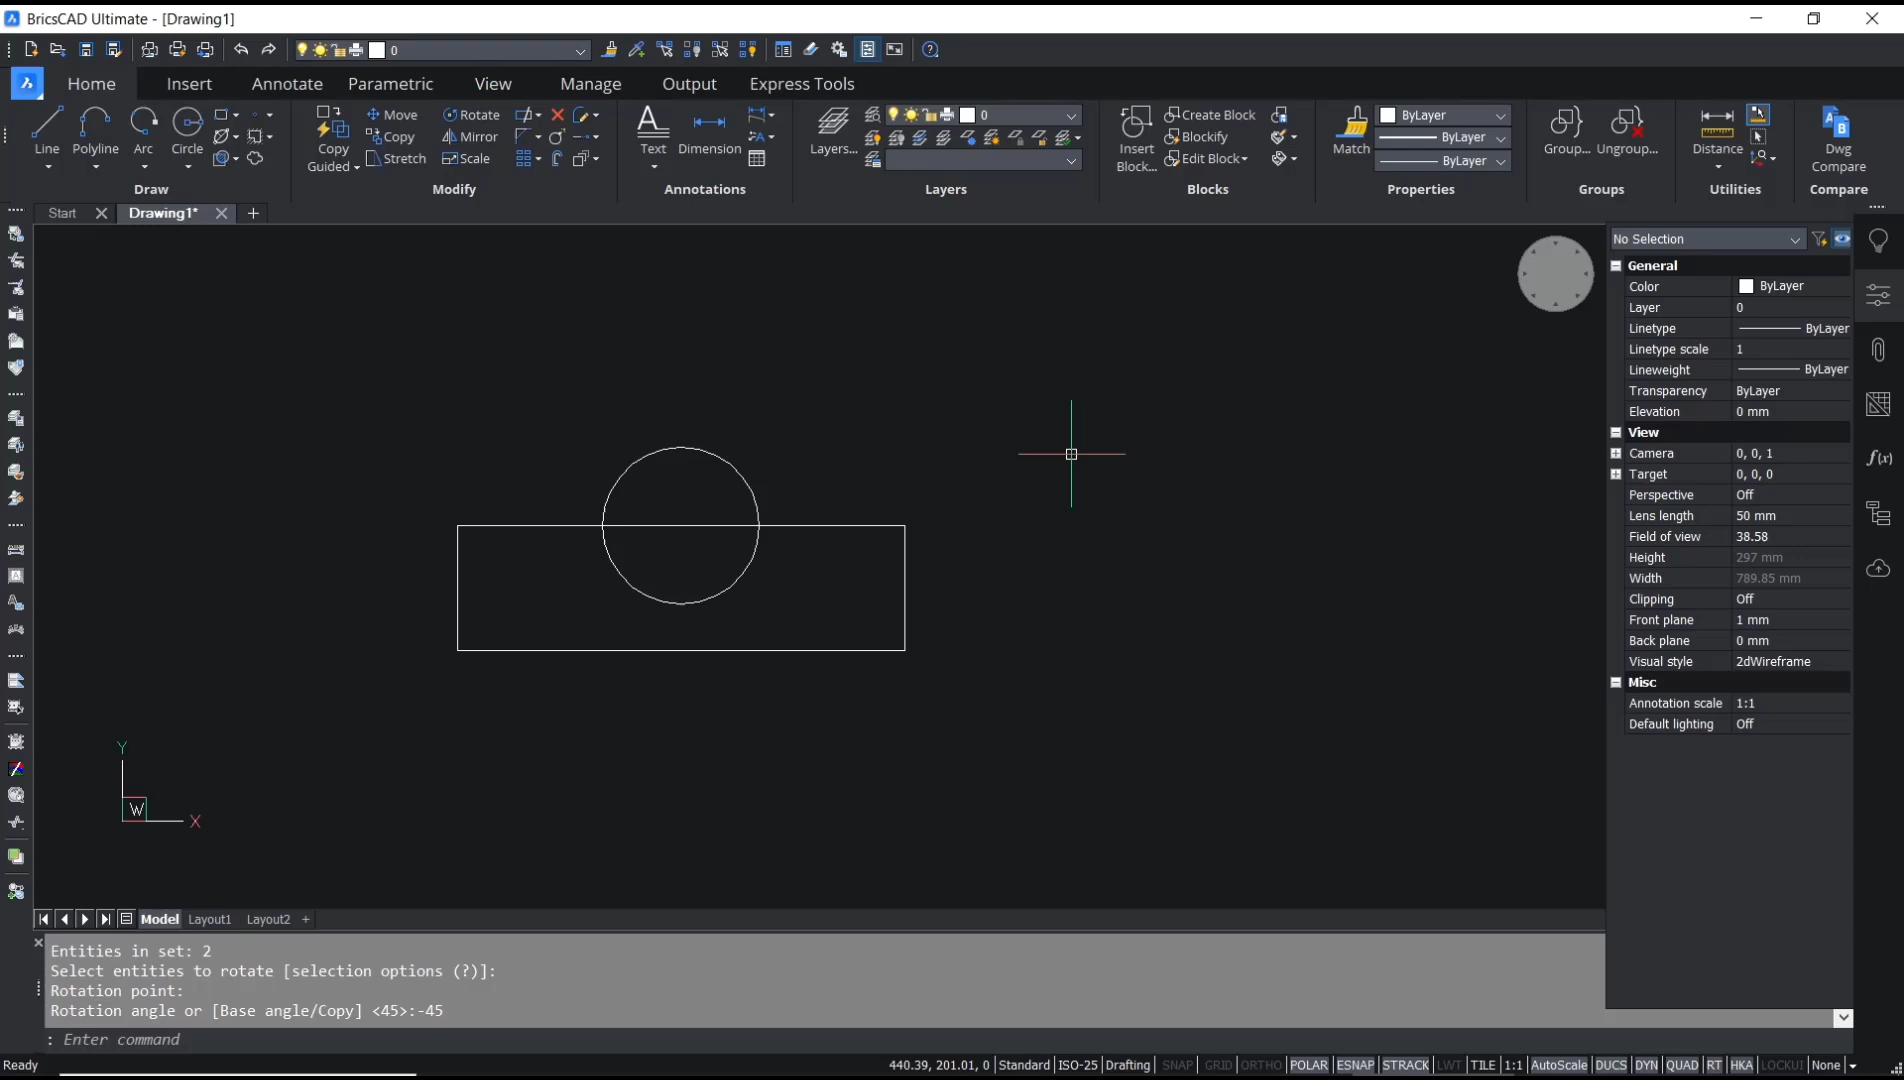 BricsCAD Ultimate - [Drawing1]
0
Home Insert Annotate Parametric View Manage Output Express Tools
Line Polyline Arc Circle
Draw
Copy Guided
Move Rotate
Copy Mirror
Stretch Scale
Modify
Text Dimension
Annotations
Layers...
0
Layers
Insert Block...
Create Block
Blockify
Edit Block
Blocks
Match
ByLayer
ByLayer
ByLayer
Properties
Group... Ungroup...
Groups
Distance
Utilities
Dwg Compare
Compare
Start Drawing1*
No Selection
General
Color ByLayer
Layer 0
Linetype ByLayer
Linetype scale 1
Lineweight ByLayer
Transparency ByLayer
Elevation 0 mm
View
Camera 0, 0, 1
Target 0, 0, 0
Perspective Off
Lens length 50 mm
Field of view 38.58
Height 297 mm
Width 789.85 mm
Clipping Off
Front plane 1 mm
Back plane 0 mm
Visual style 2dWireframe
Misc
Annotation scale 1:1
Default lighting Off
f(x)
Y
W
X
Model Layout1 Layout2 +
Entities in set: 2
Select entities to rotate [selection options (?)]:
Rotation point:
Rotation angle or [Base angle/Copy] <45>:-45
: Enter command
Ready 440.39, 201.01, 0 Standard ISO-25 Drafting SNAP GRID ORTHO POLAR ESNAP STRACK LWT TILE 1:1 AutoScale DUCS DYN QUAD RT HKA LOCKUI None